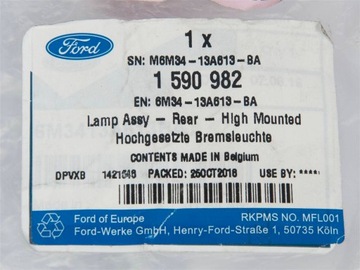 Ford
1 x
SN: M6M34-13A613-BA
1 590 982
EN: 6M34-13A613-BA
Lamp Assy - Rear - High Mounted
Hochgesetzte Bremsleuchte
CONTENTS MADE IN Belgium
DPVXB 1421548 PACKED: 25OCT2016 USE BY: ****
Ford of Europe RKPMS NO. MFL001
Ford-Werke GmbH, Henry-Ford-Straße 1, 50735 Köln